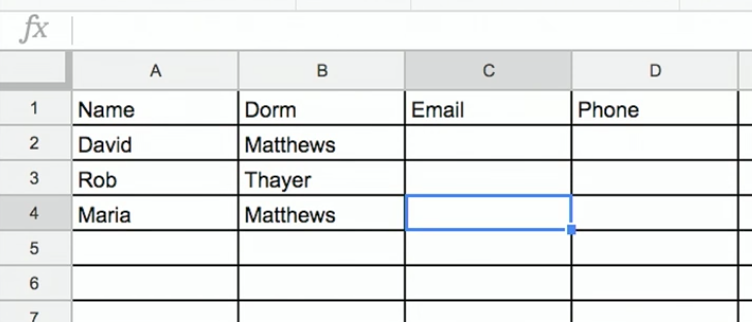 fx
A B C D
1 Name Dorm Email Phone
2 David Matthews
3 Rob Thayer
4 Maria Matthews
5
6
7